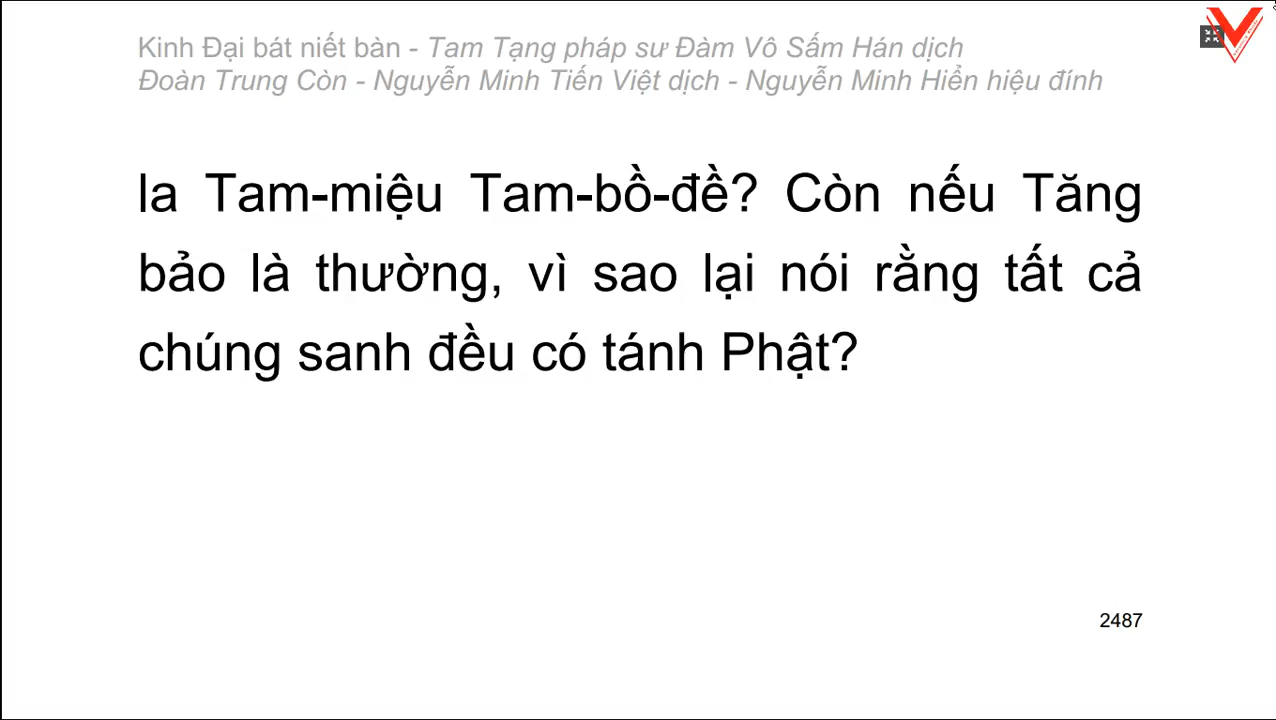 Kinh Đại bát niết bàn - Tam Tạng pháp sư Đàm Vô Sấm Hán dịch
Đoàn Trung Còn - Nguyễn Minh Tiến Việt dịch - Nguyễn Minh Hiển hiệu đính
la Tam-miệu Tam-bồ-đề? Còn nếu Tăng
bảo là thường, vì sao lại nói rằng tất cả
chúng sanh đều có tánh Phật?
2487